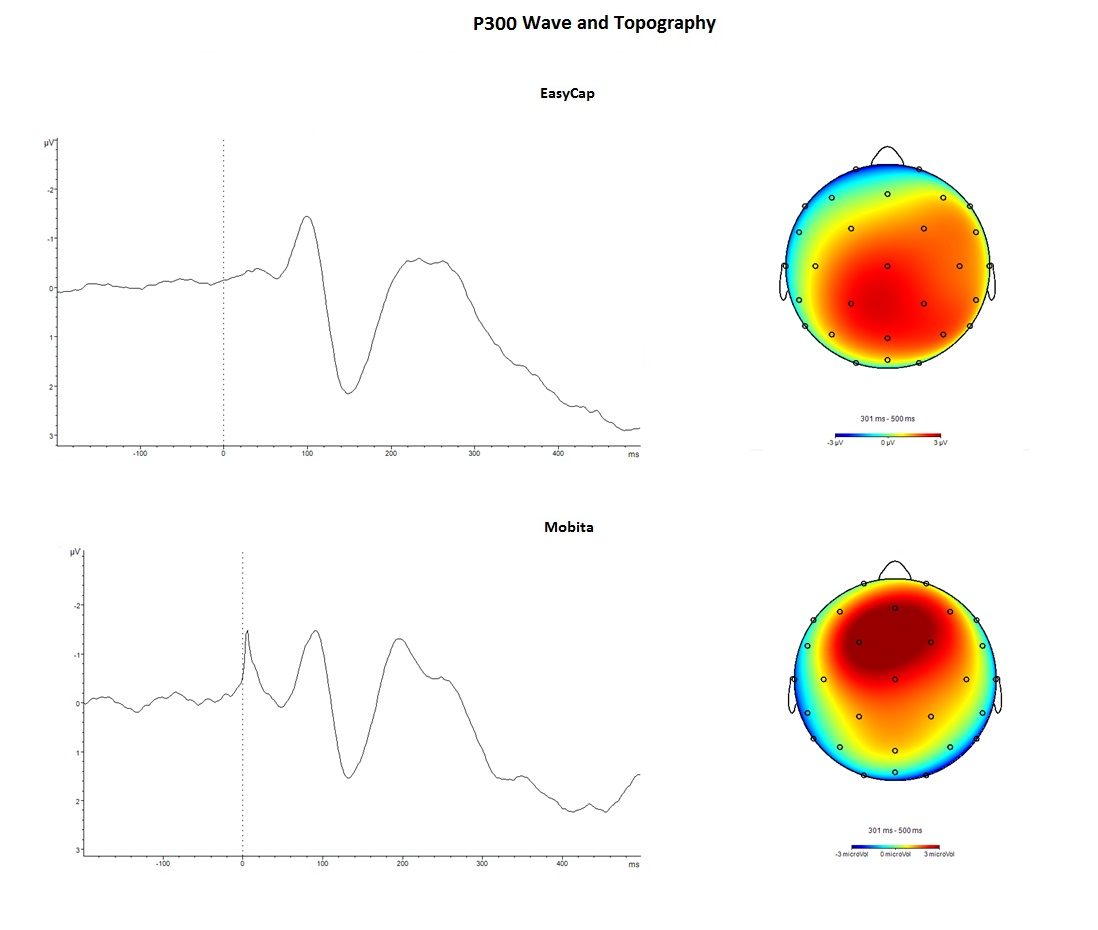 P300 Wave and Topography
EasyCap
µV
-2
-1
0
1
2
3
-100 0 100 200 300 400 ms
301 ms - 500 ms
-3 µV 0 µV 3 µV
Mobita
µV
-2
-1
0
1
2
3
-100 0 100 200 300 400 ms
301 ms - 500 ms
-3 microVol 0 microVol 3 microVol